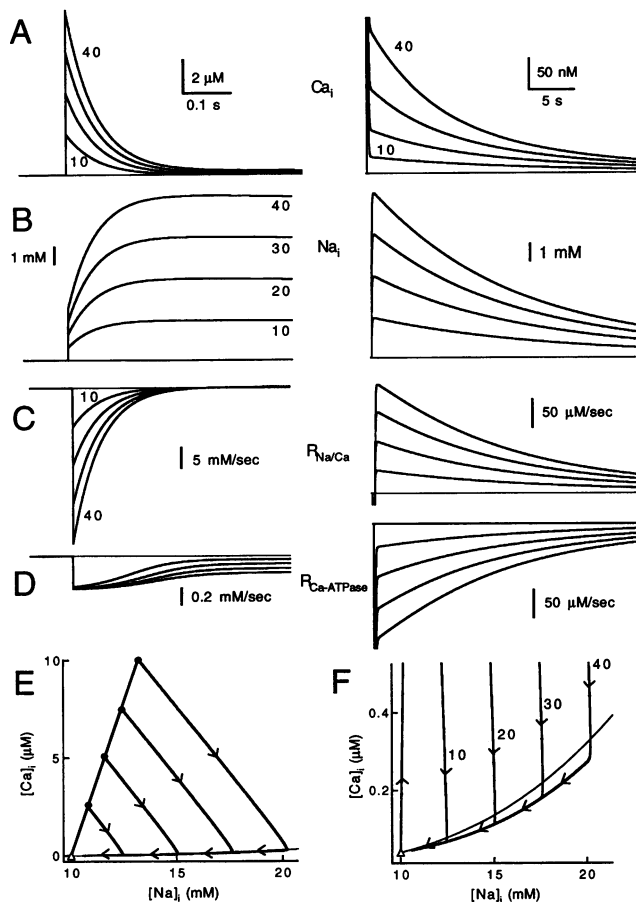 A
40
10
2 μM
0.1 s
Ca_i
40
10
50 nM
5 s
B
1 mM
40
30
20
10
Na_i
1 mM
C
10
40
5 mM/sec
R_Na/Ca
50 μM/sec
D
0.2 mM/sec
R_Ca-ATPase
50 μM/sec
E
[Ca]_i (μM)
10
5
0
10
15
20
[Na]_i (mM)
F
[Ca]_i (μM)
0.4
0.2
10
20
30
40
10
15
20
[Na]_i (mM)